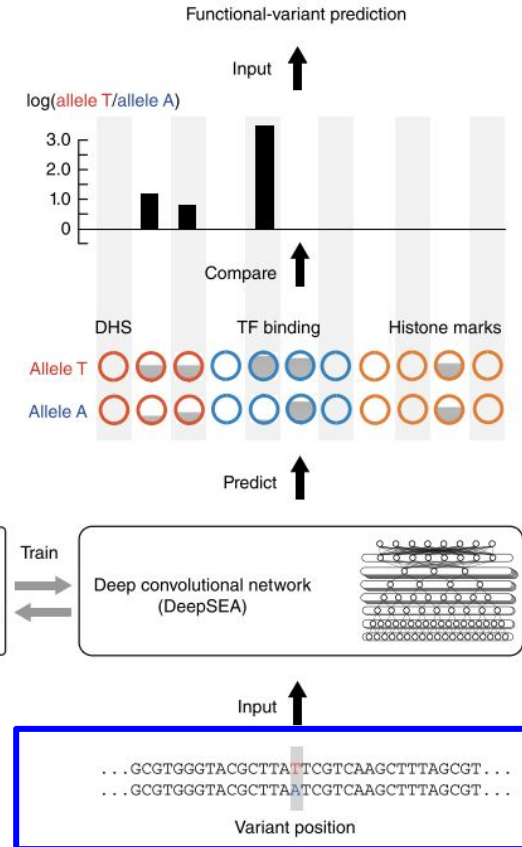 Functional-variant prediction
Input
log(allele T/allele A)
3.0
2.0
1.0
0
Compare
DHS TF binding Histone marks
Allele T
Allele A
Predict
Train
Deep convolutional network
(DeepSEA)
Input
...GCGTGGGTACGCTTATTCGTCAAGCTTTAGCGT...
...GCGTGGGTACGCTTAATCGTCAAGCTTTAGCGT...
Variant position